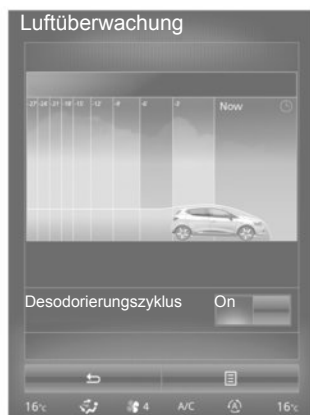 Luftüberwachung
-27 -24 -21 -18 -15 -12 -9 -6 -3 Now
Desodorierungszyklus On
16°c 4 A/C 16°c